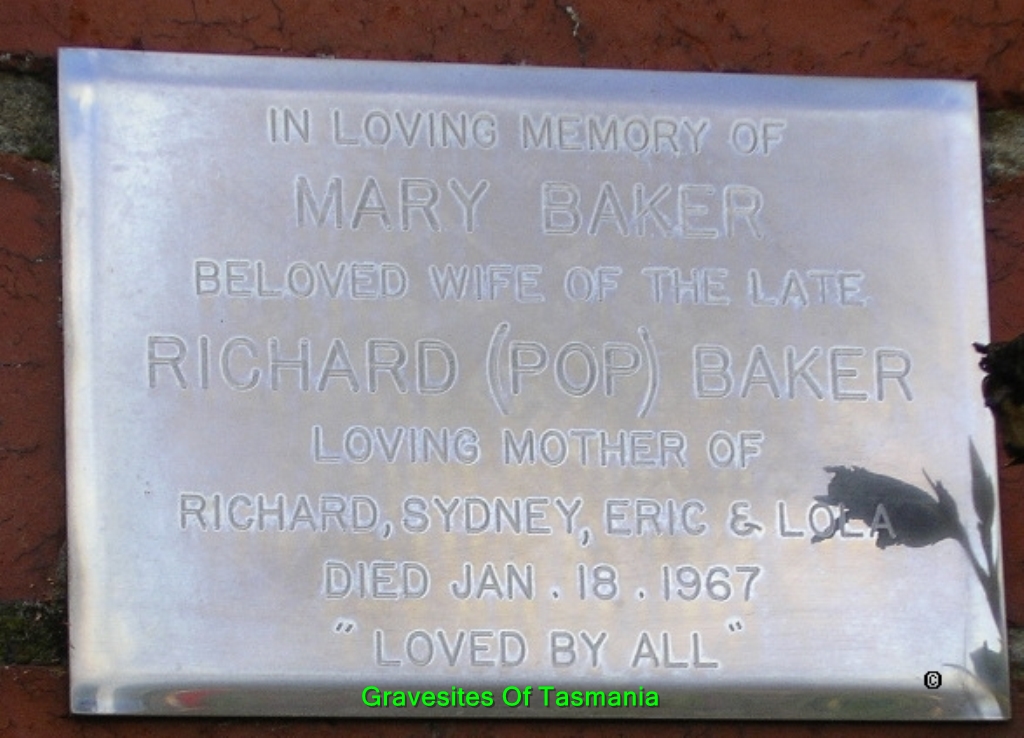 IN LOVING MEMORY OF
MARY BAKER
BELOVED WIFE OF THE LATE
RICHARD (POP) BAKER
LOVING MOTHER OF
RICHARD, SYDNEY, ERIC & LOLA
DIED JAN. 18. 1967
"LOVED BY ALL"
©
Gravesites Of Tasmania